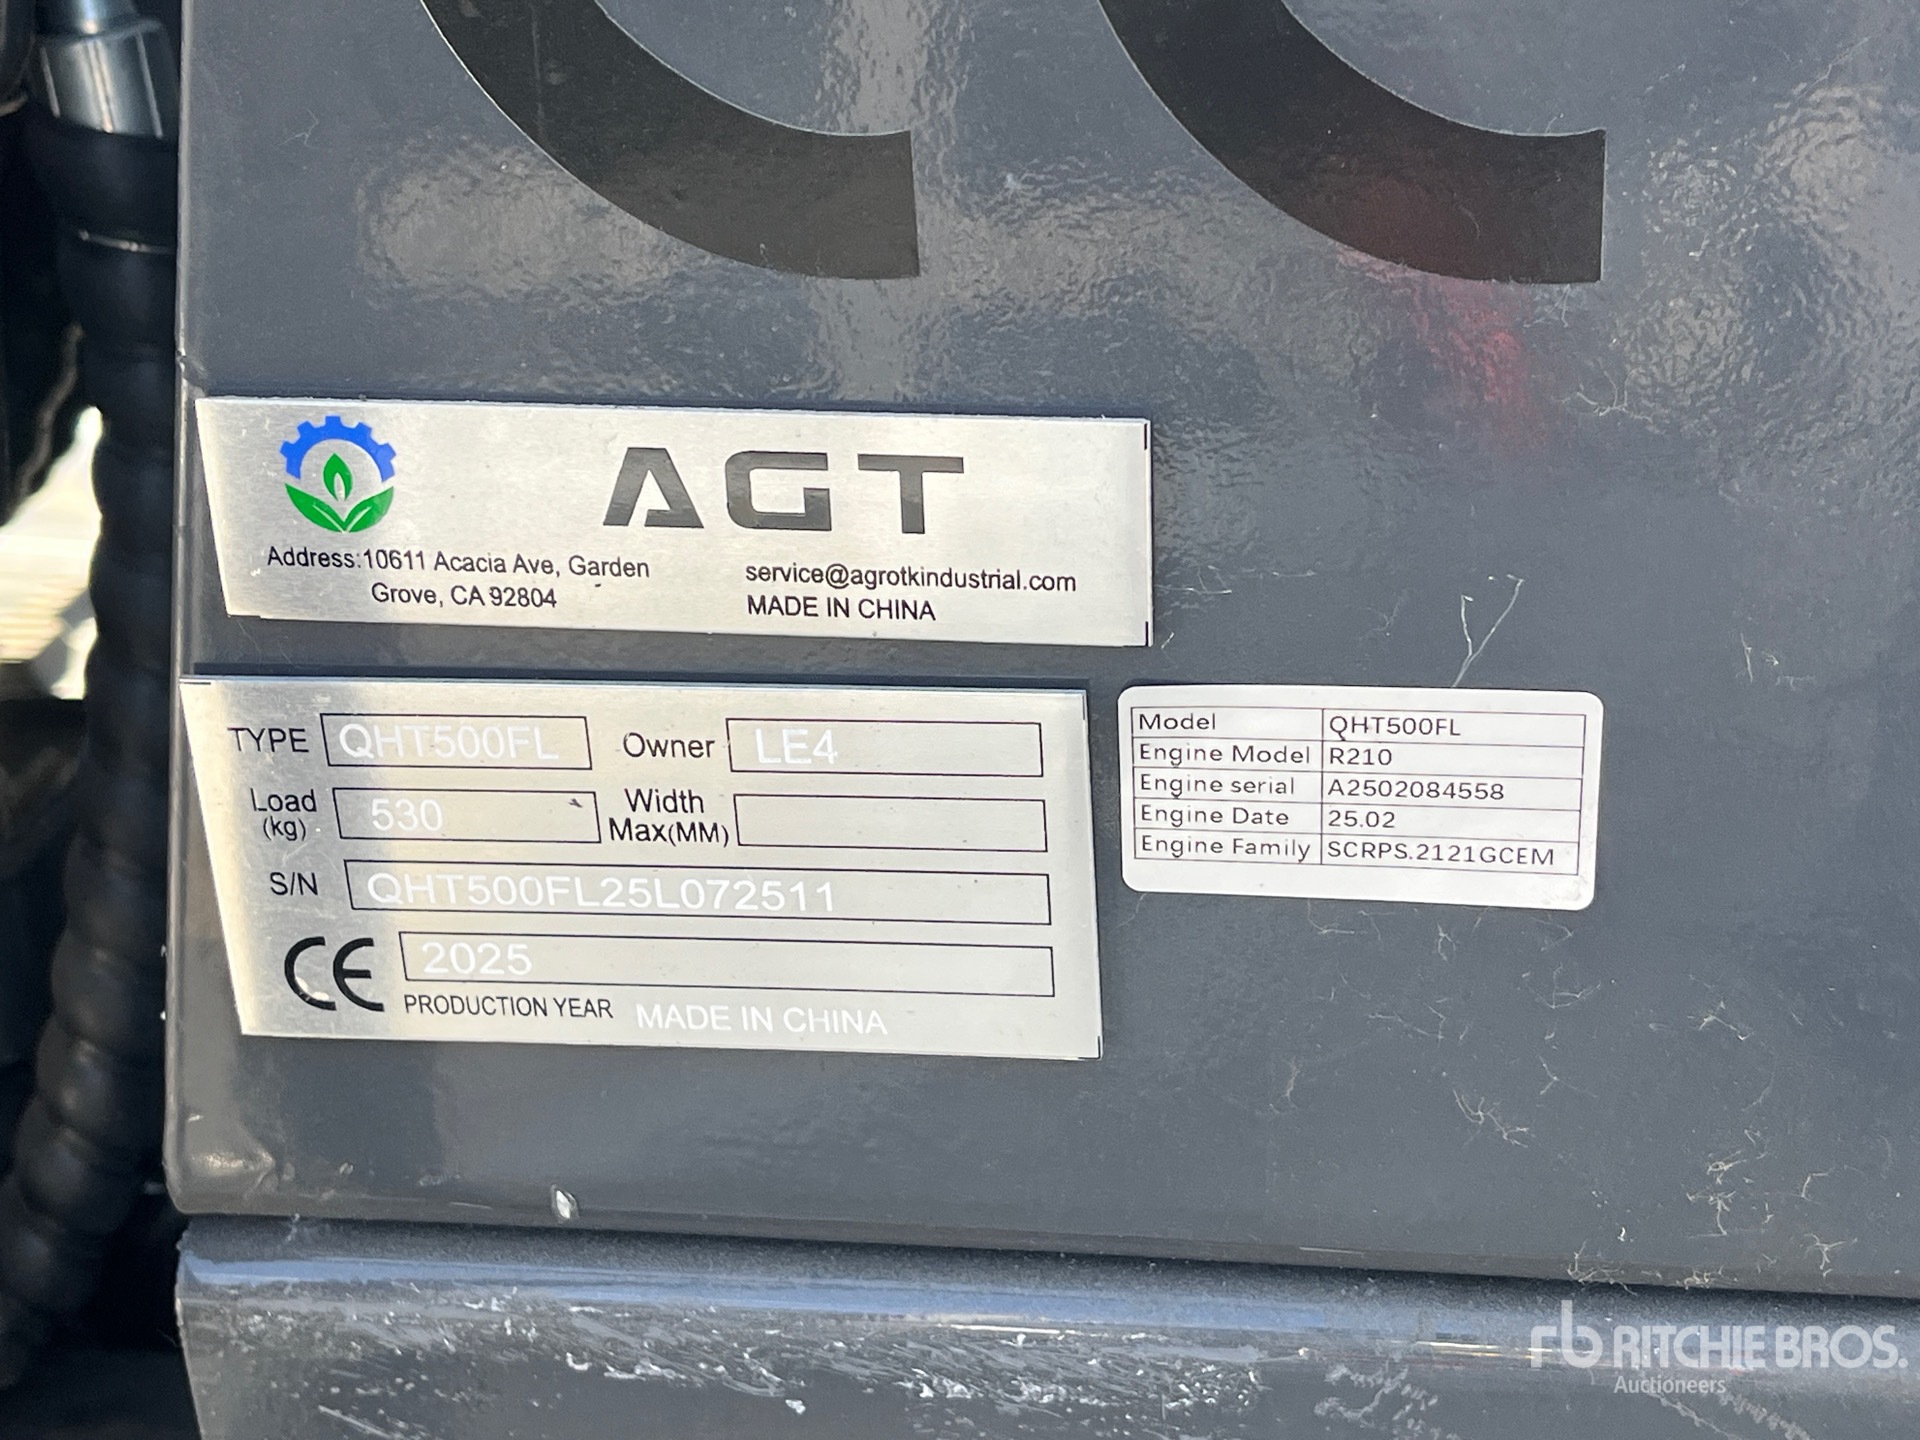 AGT
Address:10611 Acacia Ave, Garden
Grove, CA 92804
service@agrotkindustrial.com
MADE IN CHINA
TYPE QHT500FL Owner LE4
Load (kg) 530 Width Max(MM)
S/N QHT500FL25L072511
CE 2025
PRODUCTION YEAR MADE IN CHINA
Model QHT500FL
Engine Model R210
Engine serial A2502084558
Engine Date 25.02
Engine Family SCRPS.2121GCEM
rb RITCHIE BROS.
Auctioneers